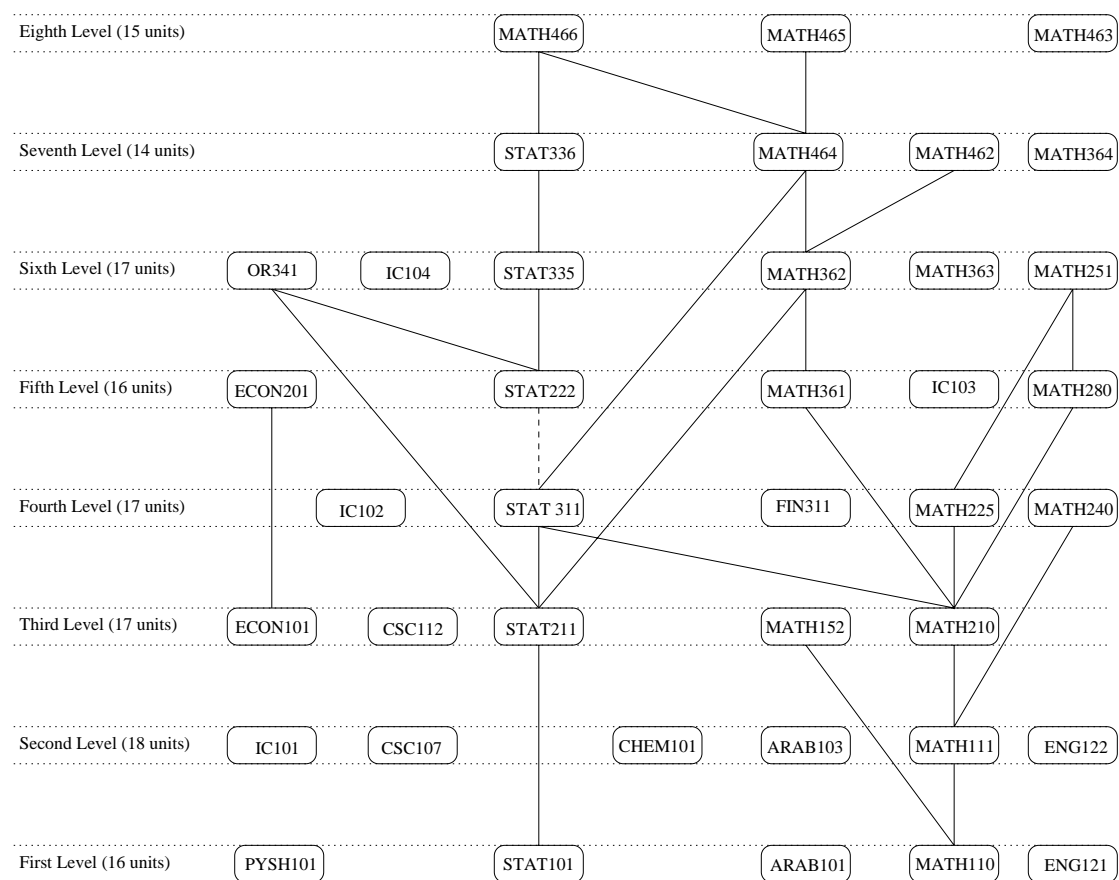 Eighth Level (15 units) MATH466 MATH465 MATH463
Seventh Level (14 units) STAT336 MATH464 MATH462 MATH364
Sixth Level (17 units) OR341 IC104 STAT335 MATH362 MATH363 MATH251
Fifth Level (16 units) ECON201 STAT222 MATH361 IC103 MATH280
Fourth Level (17 units) IC102 STAT 311 FIN311 MATH225 MATH240
Third Level (17 units) ECON101 CSC112 STAT211 MATH152 MATH210
Second Level (18 units) IC101 CSC107 CHEM101 ARAB103 MATH111 ENG122
First Level (16 units) PYSH101 STAT101 ARAB101 MATH110 ENG121